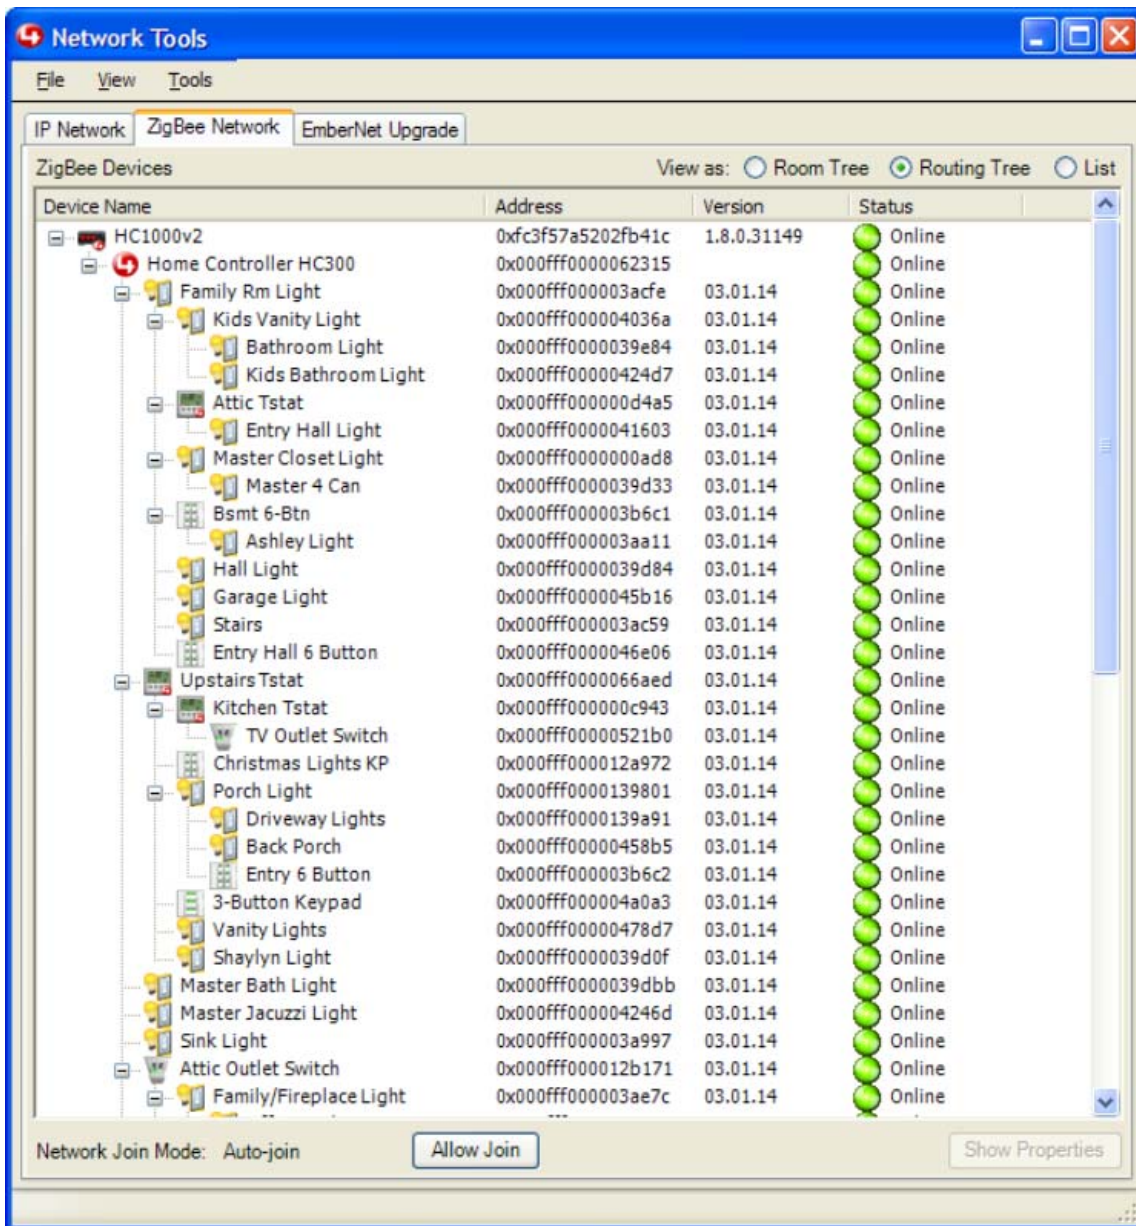 Network Tools
File View Tools
IP Network ZigBee Network EmberNet Upgrade
ZigBee Devices View as: Room Tree Routing Tree List
Device Name Address Version Status
HC1000v2 0xfc3f57a5202fb41c 1.8.0.31149 Online
Home Controller HC300 0x000fff0000062315 Online
Family Rm Light 0x000fff000003acfe 03.01.14 Online
Kids Vanity Light 0x000fff000004036a 03.01.14 Online
Bathroom Light 0x000fff0000039e84 03.01.14 Online
Kids Bathroom Light 0x000fff00000424d7 03.01.14 Online
Attic Tstat 0x000fff000000d4a5 03.01.14 Online
Entry Hall Light 0x000fff0000041603 03.01.14 Online
Master Closet Light 0x000fff0000000ad8 03.01.14 Online
Master 4 Can 0x000fff0000039d33 03.01.14 Online
Bsmt 6-Btn 0x000fff000003b6c1 03.01.14 Online
Ashley Light 0x000fff000003aa11 03.01.14 Online
Hall Light 0x000fff0000039d84 03.01.14 Online
Garage Light 0x000fff0000045b16 03.01.14 Online
Stairs 0x000fff000003ac59 03.01.14 Online
Entry Hall 6 Button 0x000fff0000046e06 03.01.14 Online
Upstairs Tstat 0x000fff0000066aed 03.01.14 Online
Kitchen Tstat 0x000fff000000c943 03.01.14 Online
TV Outlet Switch 0x000fff00000521b0 03.01.14 Online
Christmas Lights KP 0x000fff000012a972 03.01.14 Online
Porch Light 0x000fff0000139801 03.01.14 Online
Driveway Lights 0x000fff0000139a91 03.01.14 Online
Back Porch 0x000fff00000458b5 03.01.14 Online
Entry 6 Button 0x000fff000003b6c2 03.01.14 Online
3-Button Keypad 0x000fff000004a0a3 03.01.14 Online
Vanity Lights 0x000fff00000478d7 03.01.14 Online
Shaylyn Light 0x000fff0000039d0f 03.01.14 Online
Master Bath Light 0x000fff0000039dbb 03.01.14 Online
Master Jacuzzi Light 0x000fff000004246d 03.01.14 Online
Sink Light 0x000fff000003a997 03.01.14 Online
Attic Outlet Switch 0x000fff000012b171 03.01.14 Online
Family/Fireplace Light 0x000fff000003ae7c 03.01.14 Online
Network Join Mode: Auto-join Allow Join Show Properties